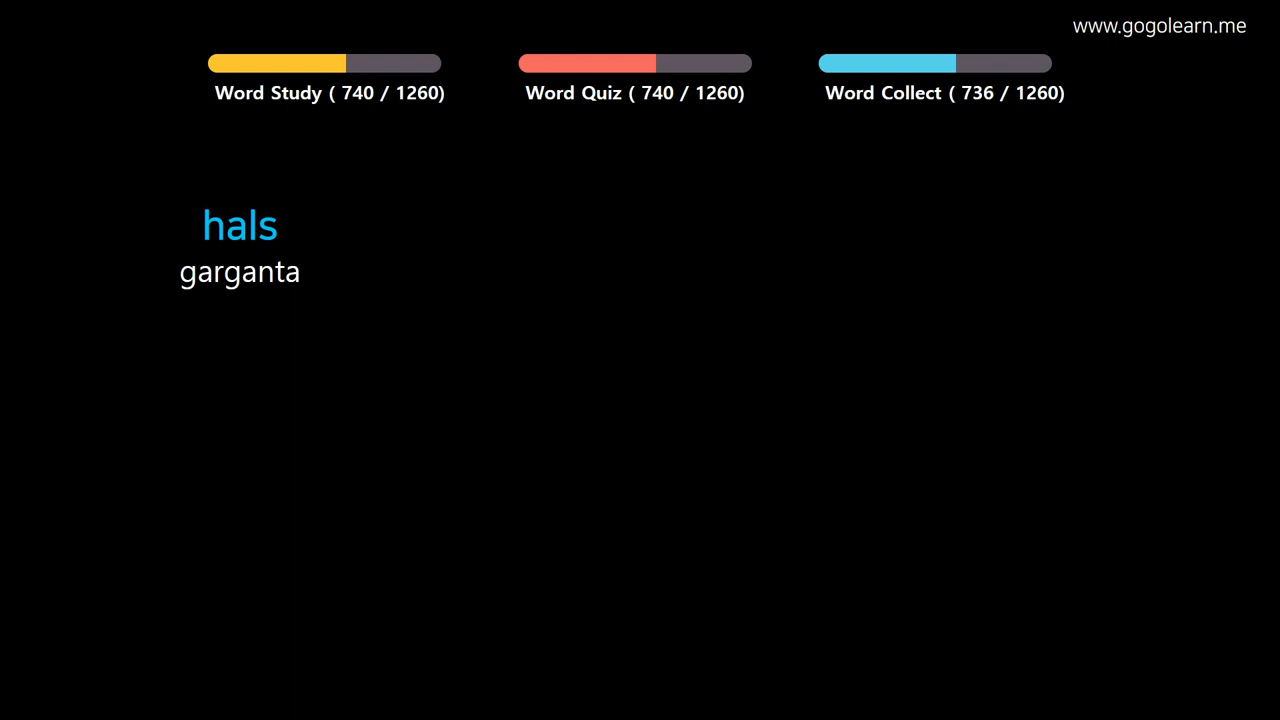 www.gogolearn.me
Word Study ( 740 / 1260)
Word Quiz ( 740 / 1260)
Word Collect ( 736 / 1260)
hals
garganta